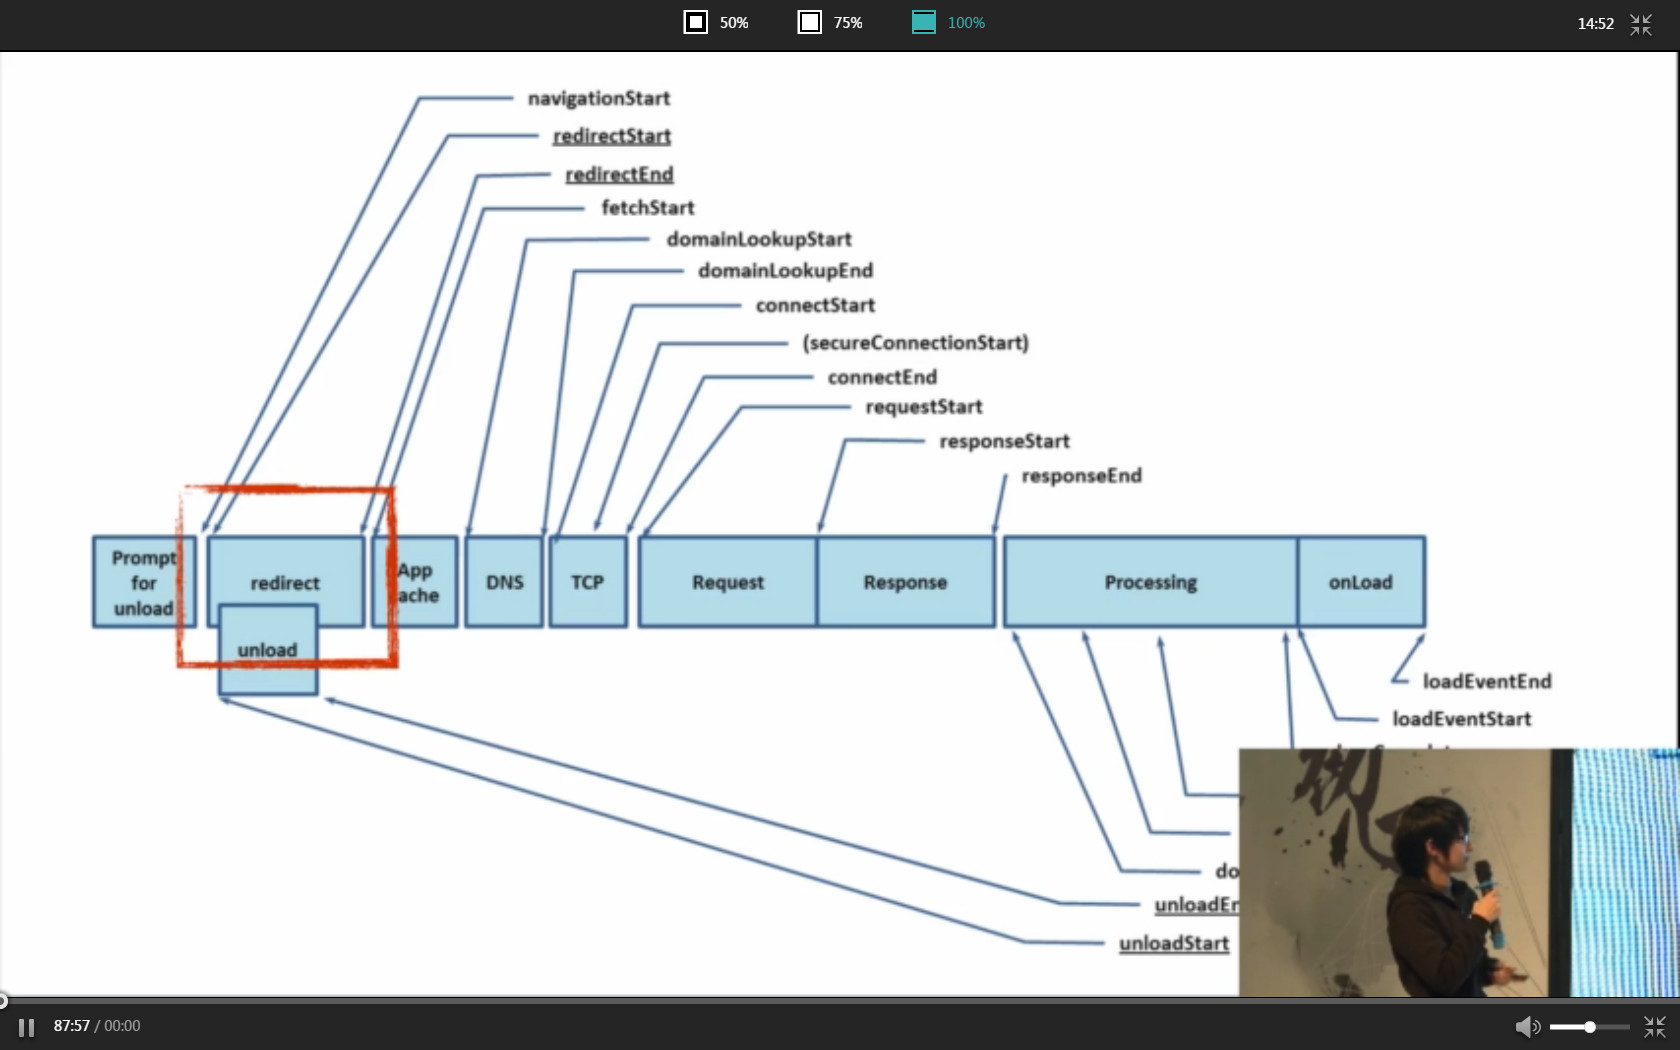 50%
75%
100%
14:52
navigationStart
redirectStart
redirectEnd
fetchStart
domainLookupStart
domainLookupEnd
connectStart
(secureConnectionStart)
connectEnd
requestStart
responseStart
responseEnd
Prompt
for
unload
redirect
unload
App
ache
DNS
TCP
Request
Response
Processing
onLoad
loadEventEnd
loadEventStart
do
unloadEr
unloadStart
87:57 / 00:00